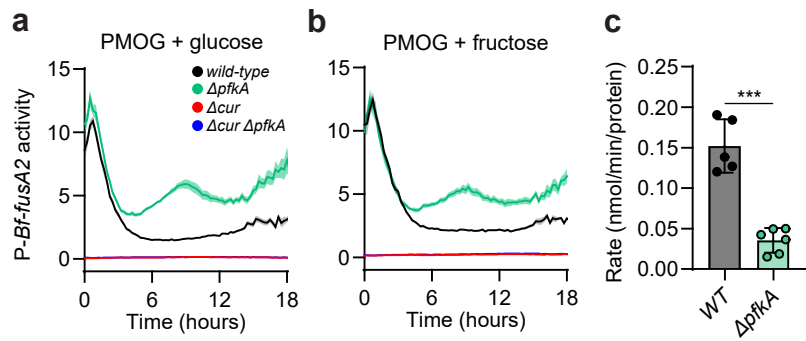 a
PMOG + glucose
P-Bf-fusA2 activity
15
10
5
0
0
6
12
18
Time (hours)
wild-type
ΔpfkA
Δcur
Δcur ΔpfkA
b
PMOG + fructose
15
10
5
0
0
6
12
18
Time (hours)
c
Rate (nmol/min/protein)
0.25
0.20
0.15
0.10
0.05
0.00
***
WT
ΔpfkA